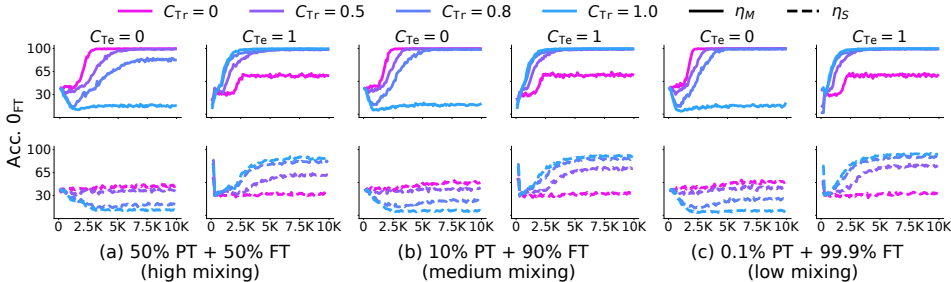 C_Tr = 0 C_Tr = 0.5 C_Tr = 0.8 C_Tr = 1.0 η_M η_S
C_Te = 0 C_Te = 1 C_Te = 0 C_Te = 1 C_Te = 0 C_Te = 1
100
65
30
Acc. 0_FT
100
65
30
0 2.5K 5K 7.5K 10K 0 2.5K 5K 7.5K 10K 0 2.5K 5K 7.5K 10K 0 2.5K 5K 7.5K 10K 0 2.5K 5K 7.5K 10K 0 2.5K 5K 7.5K 10K
(a) 50% PT + 50% FT (b) 10% PT + 90% FT (c) 0.1% PT + 99.9% FT
(high mixing) (medium mixing) (low mixing)